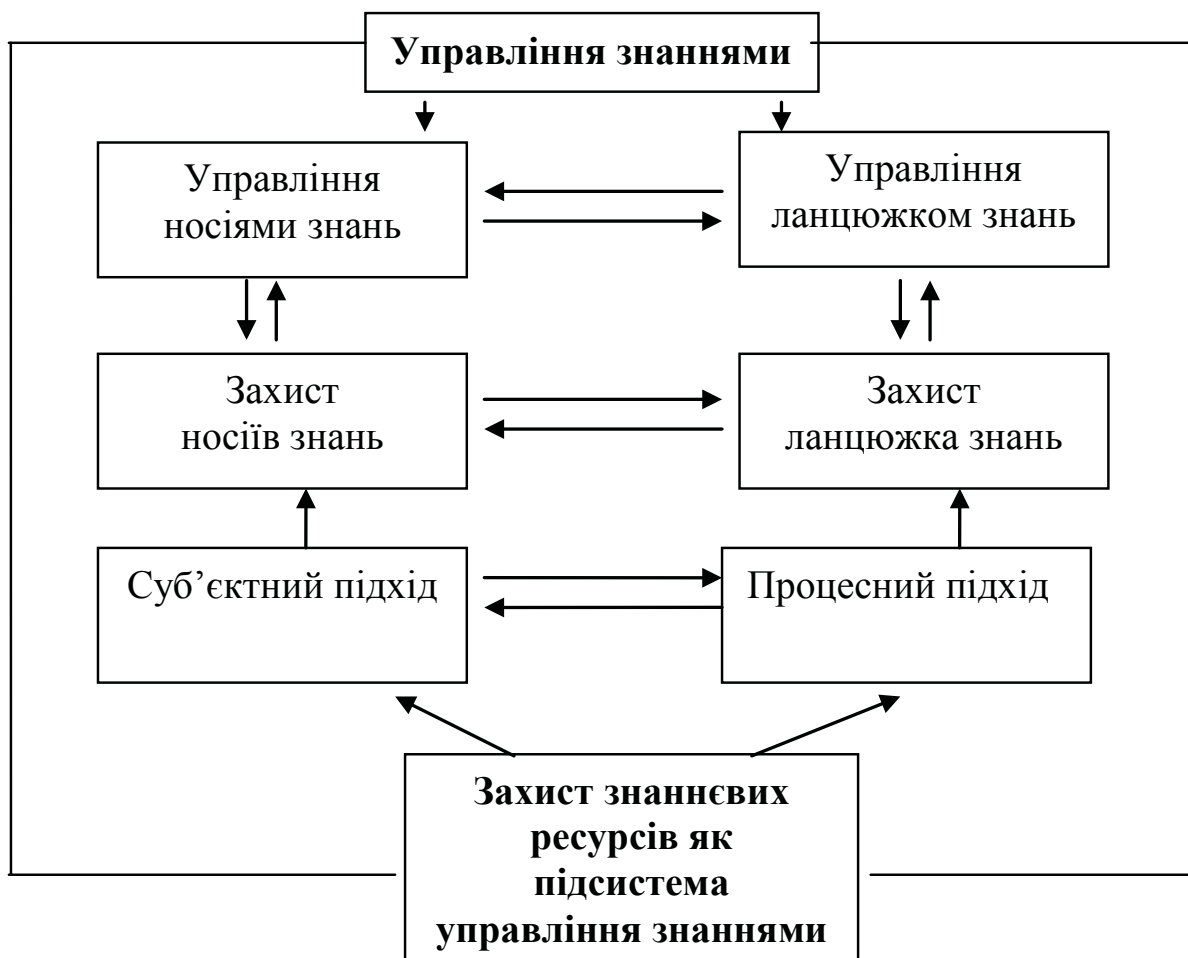 Управління знаннями
Управління
носіями знань
Управління
ланцюжком знань
Захист
носіїв знань
Захист
ланцюжка знань
Суб’єктний підхід
Процесний підхід
Захист знаннєвих
ресурсів як
підсистема
управління знаннями